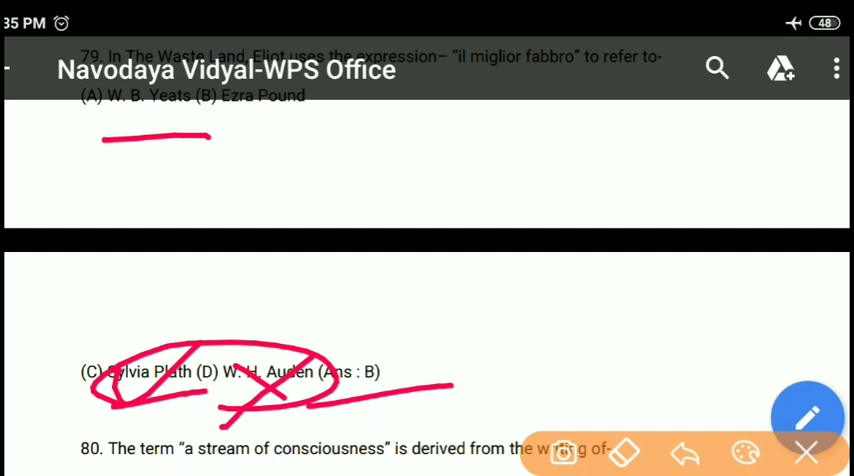 35 PM
48
79. In The Waste Land, Eliot uses the expression– “il miglior fabbro” to refer to-
Navodaya Vidyal-WPS Office
(A) W. B. Yeats (B) Ezra Pound
(C) Sylvia Plath (D) W. H. Auden (Ans : B)
80. The term “a stream of consciousness” is derived from the writing of-